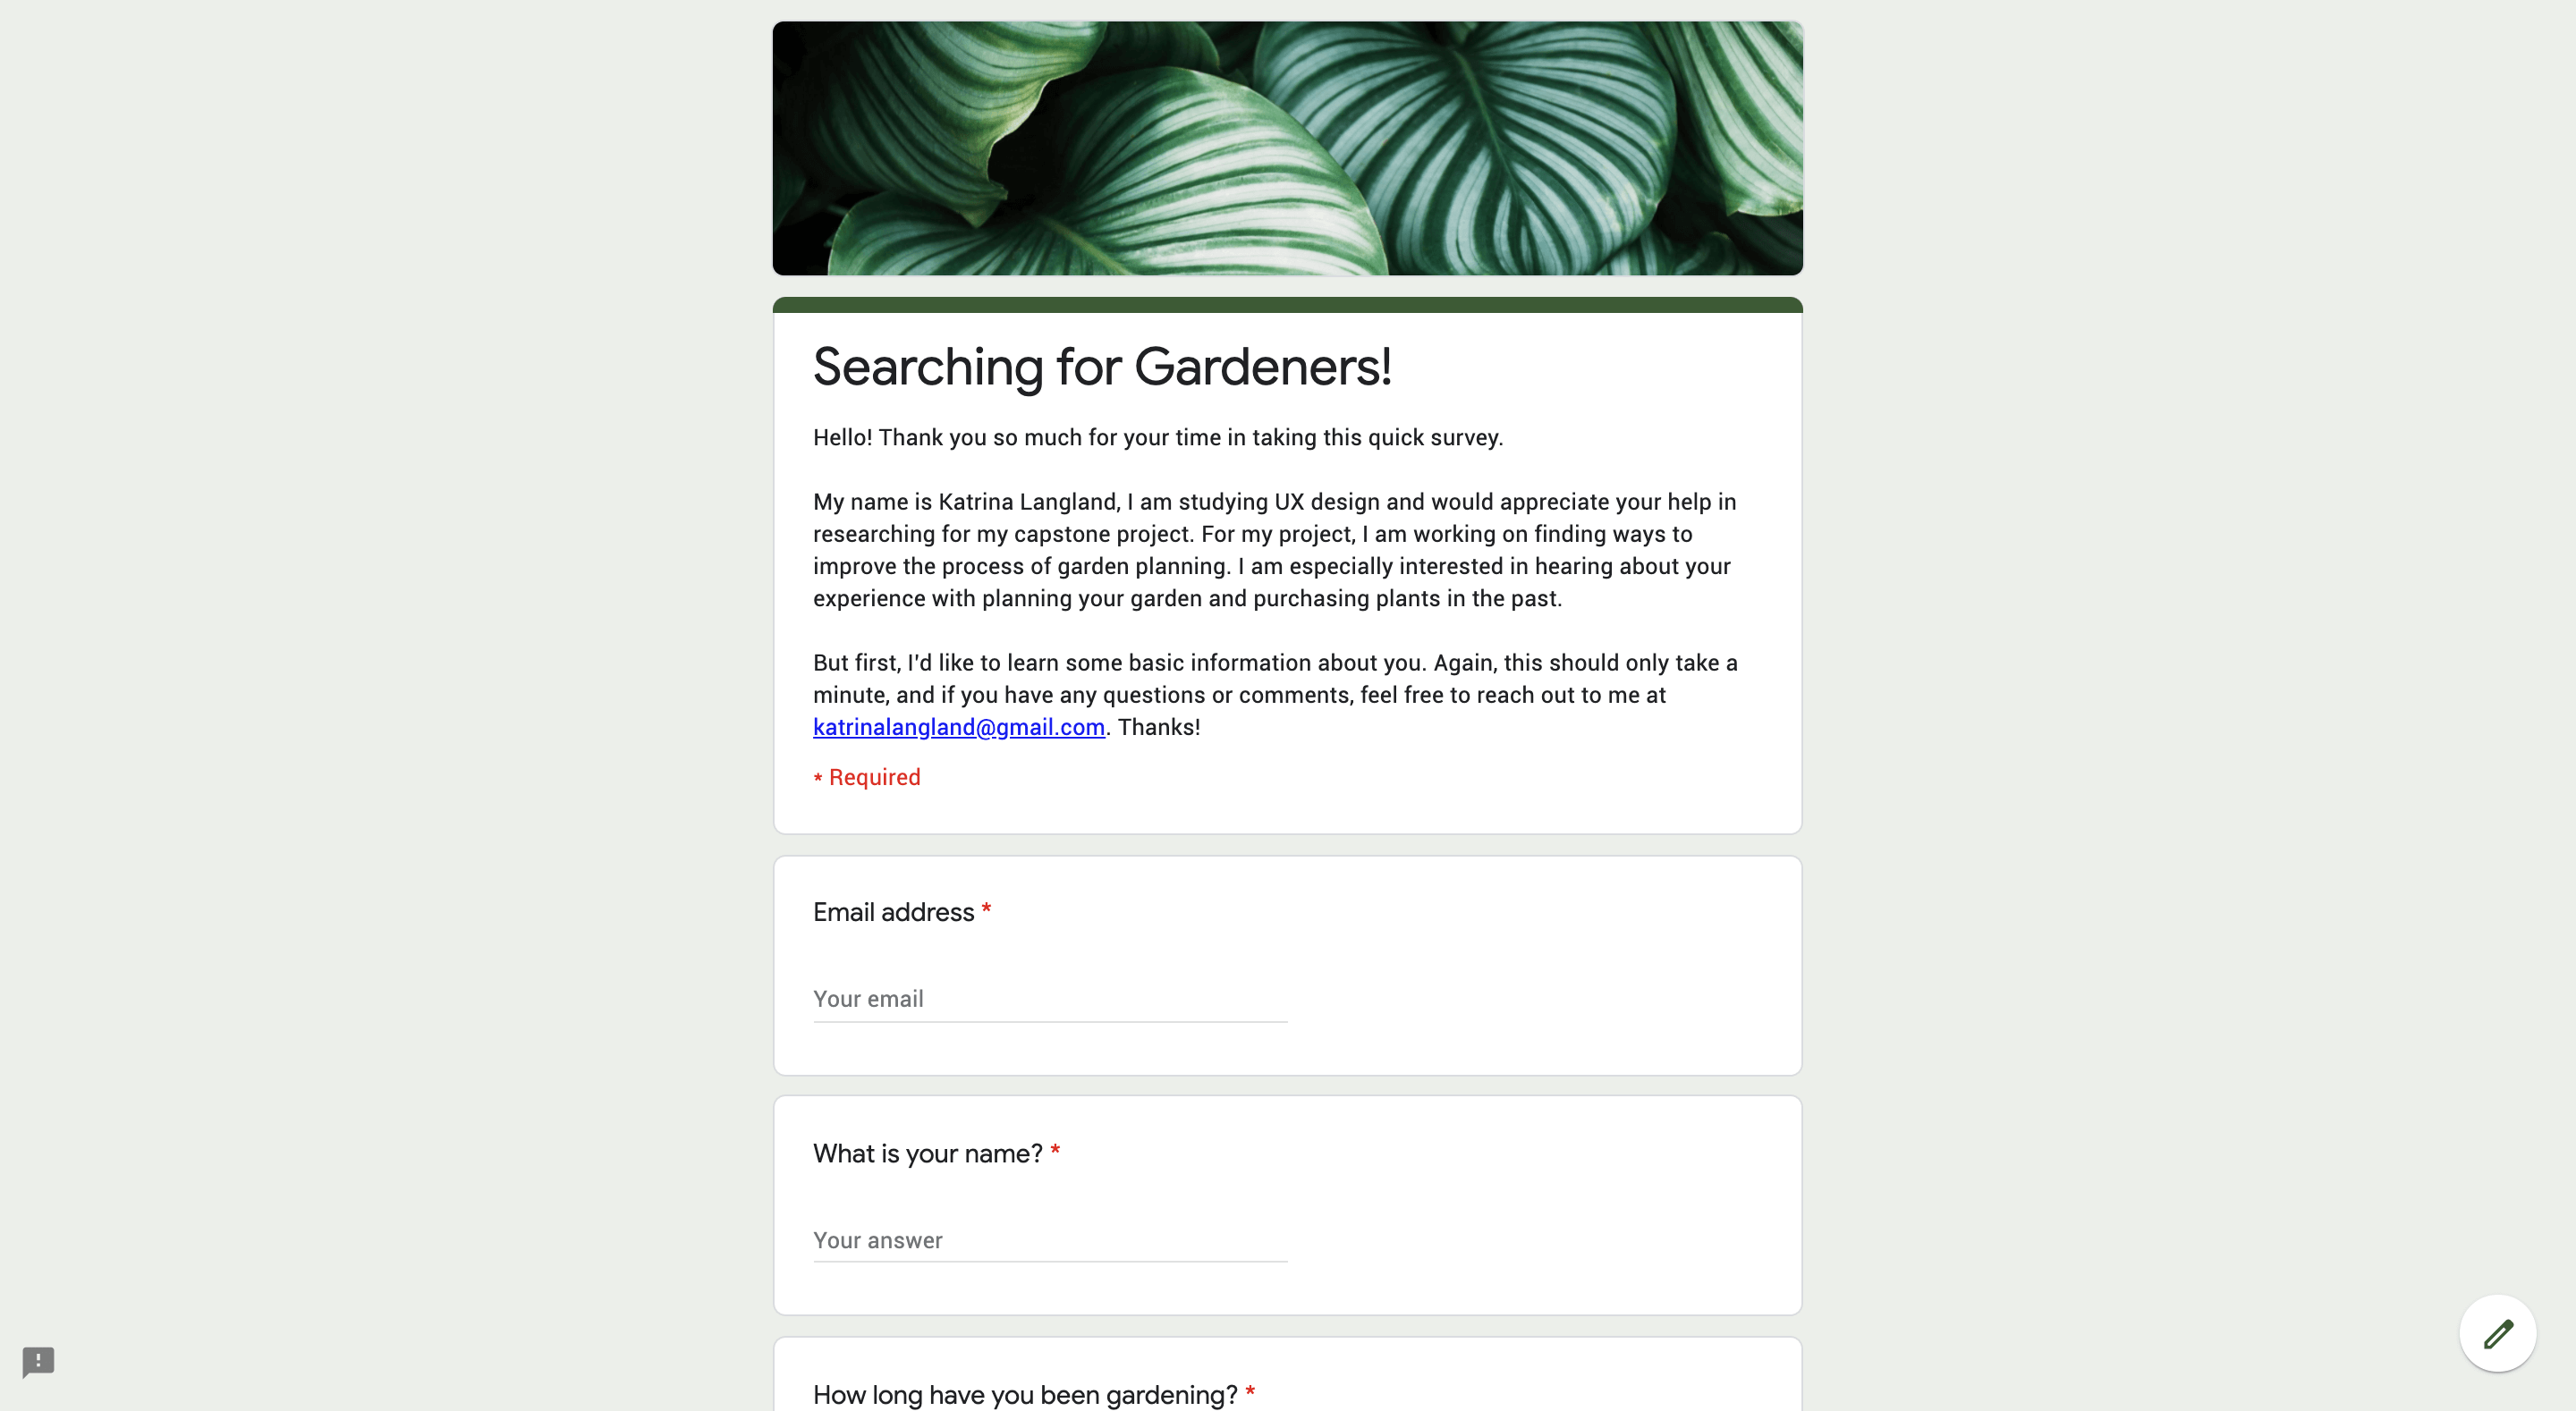 Searching for Gardeners!
Hello! Thank you so much for your time in taking this quick survey.
My name is Katrina Langland, I am studying UX design and would appreciate your help in
researching for my capstone project. For my project, I am working on finding ways to
improve the process of garden planning. I am especially interested in hearing about your
experience with planning your garden and purchasing plants in the past.
But first, I'd like to learn some basic information about you. Again, this should only take a
minute, and if you have any questions or comments, feel free to reach out to me at
katrinalangland@gmail.com. Thanks!
* Required
Email address *
Your email
What is your name? *
Your answer
How long have you been gardening? *